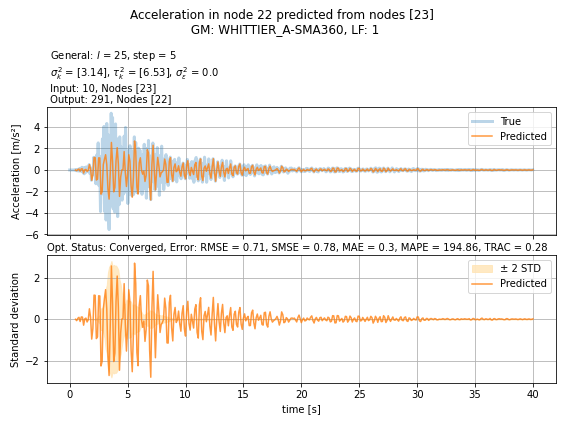 Acceleration in node 22 predicted from nodes [23]
GM: WHITTIER_A-SMA360, LF: 1
General: l = 25, step = 5
σ²ₖ = [3.14], τ²ₖ = [6.53], σ²ε = 0.0
Input: 10, Nodes [23]
Output: 291, Nodes [22]
Acceleration [m/s²]
4
2
0
−2
−4
−6
True
Predicted
Opt. Status: Converged, Error: RMSE = 0.71, SMSE = 0.78, MAE = 0.3, MAPE = 194.86, TRAC = 0.28
Standard deviation
2
0
−2
± 2 STD
Predicted
0 5 10 15 20 25 30 35 40
time [s]